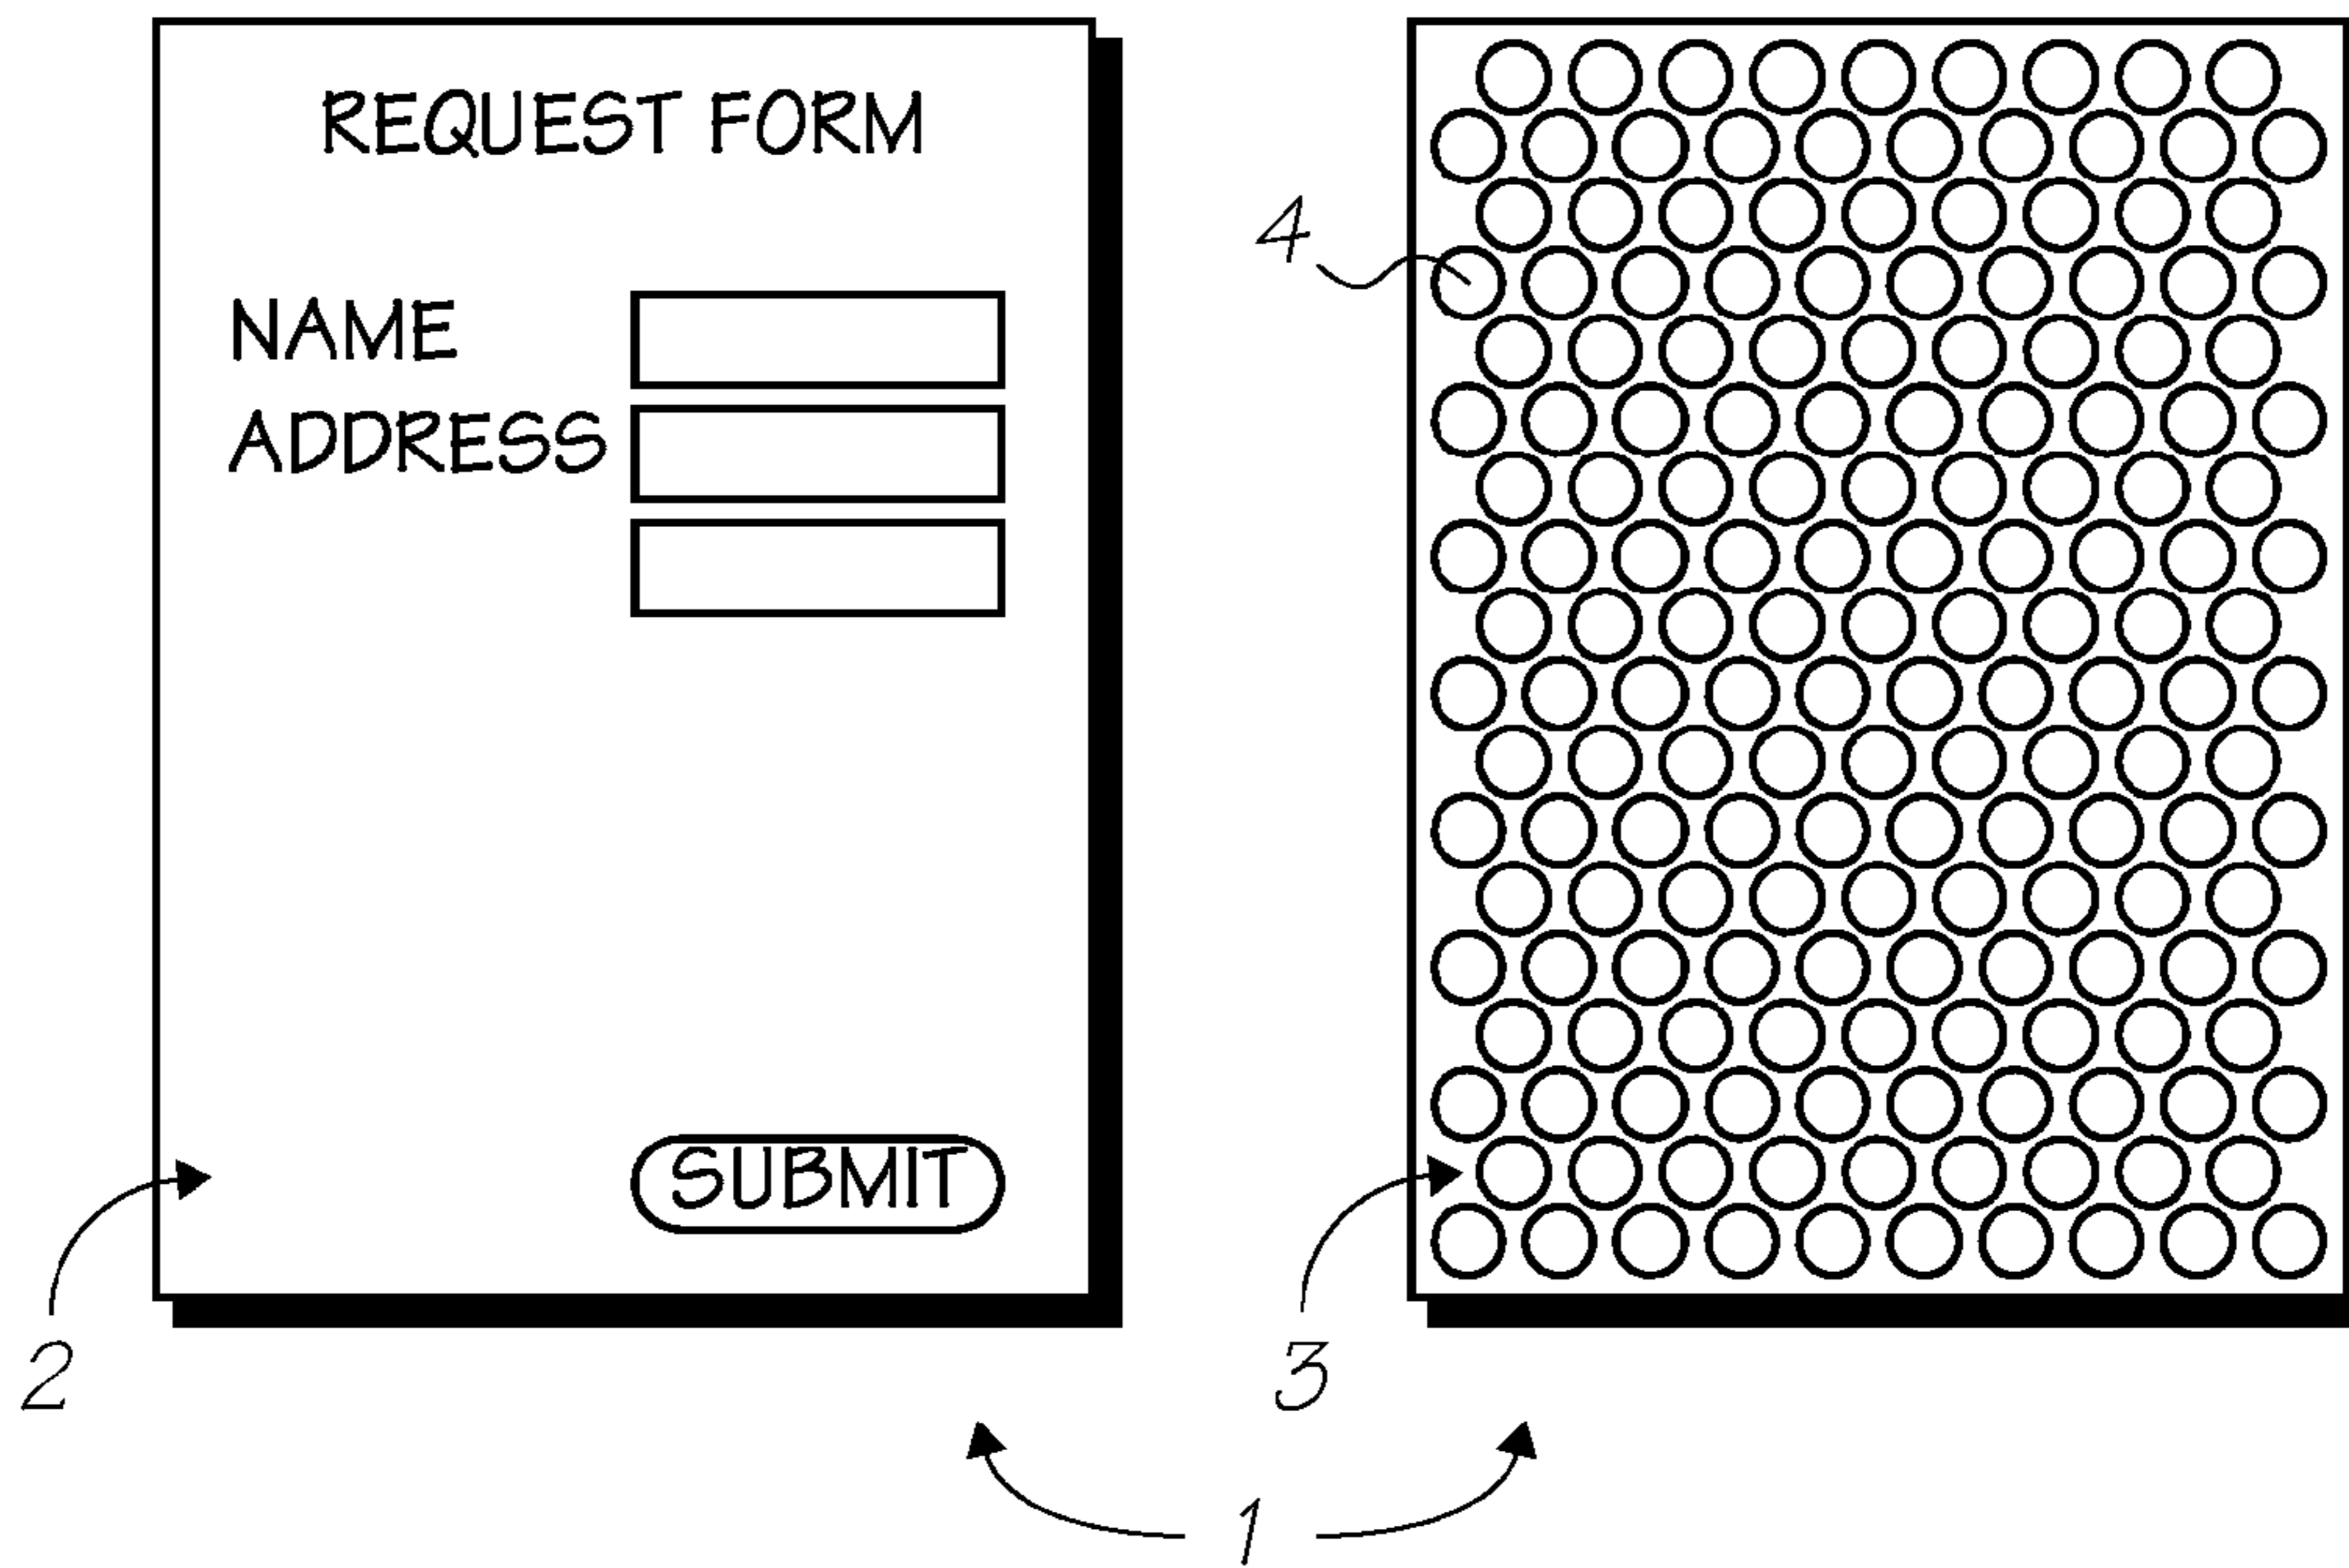 REQUEST FORM
4
NAME
ADDRESS
SUBMIT
2
3
1